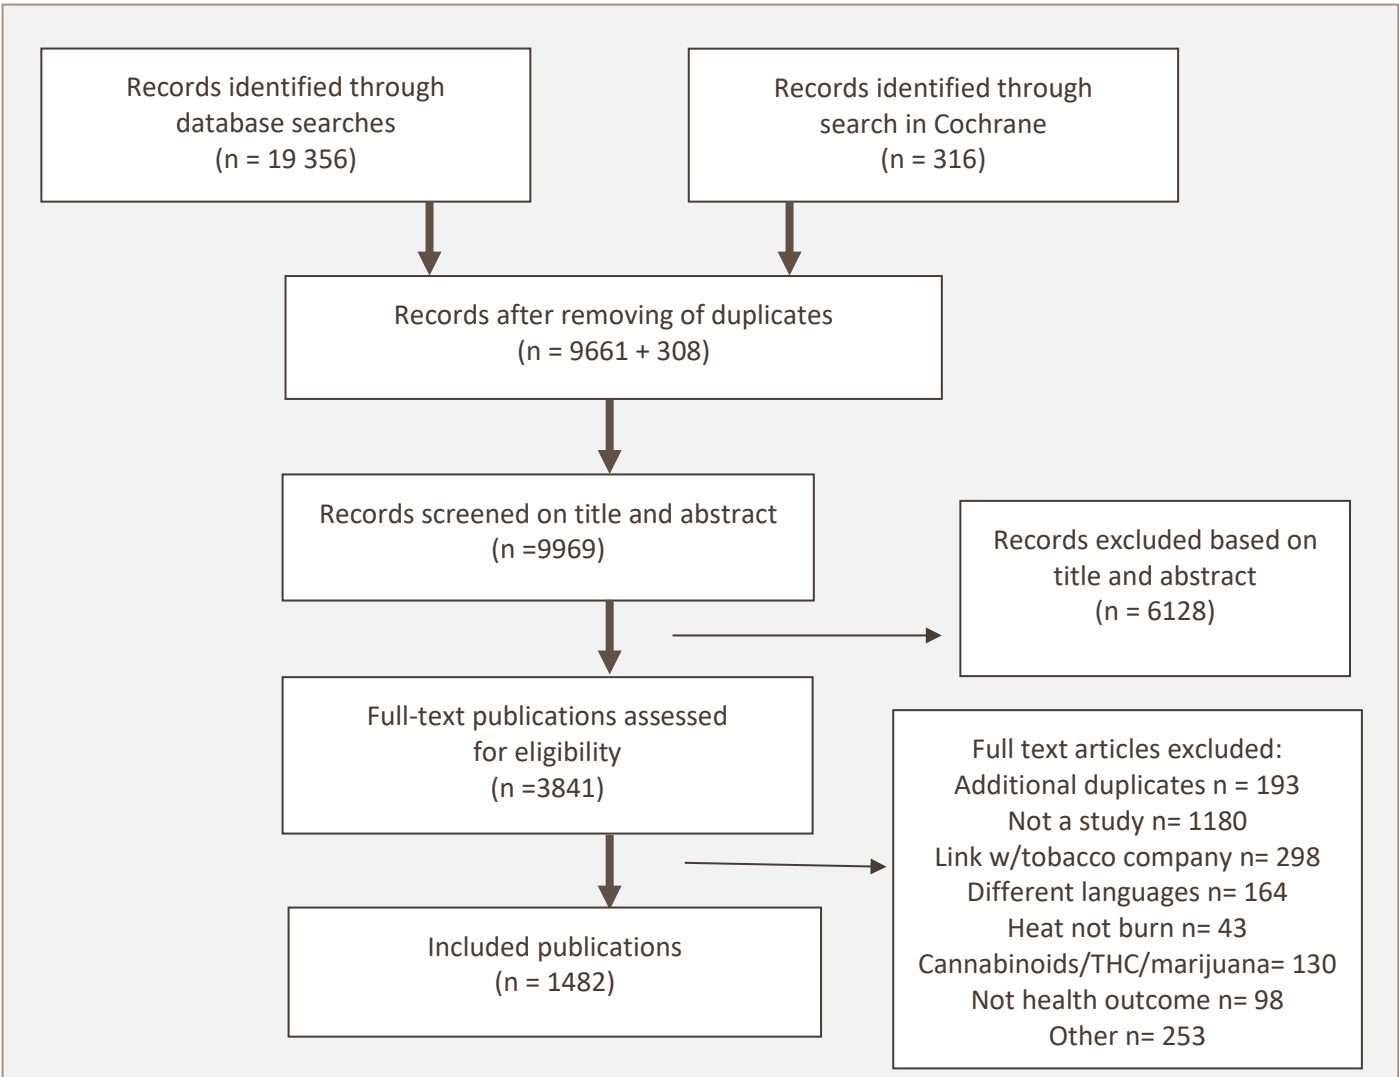 Records identified through
database searches
(n = 19 356)
Records identified through
search in Cochrane
(n = 316)
Records after removing of duplicates
(n = 9661 + 308)
Records screened on title and abstract
(n =9969)
Records excluded based on
title and abstract
(n = 6128)
Full-text publications assessed
for eligibility
(n =3841)
Full text articles excluded:
Additional duplicates n = 193
Not a study n= 1180
Link w/tobacco company n= 298
Different languages n= 164
Heat not burn n= 43
Cannabinoids/THC/marijuana= 130
Not health outcome n= 98
Other n= 253
Included publications
(n = 1482)